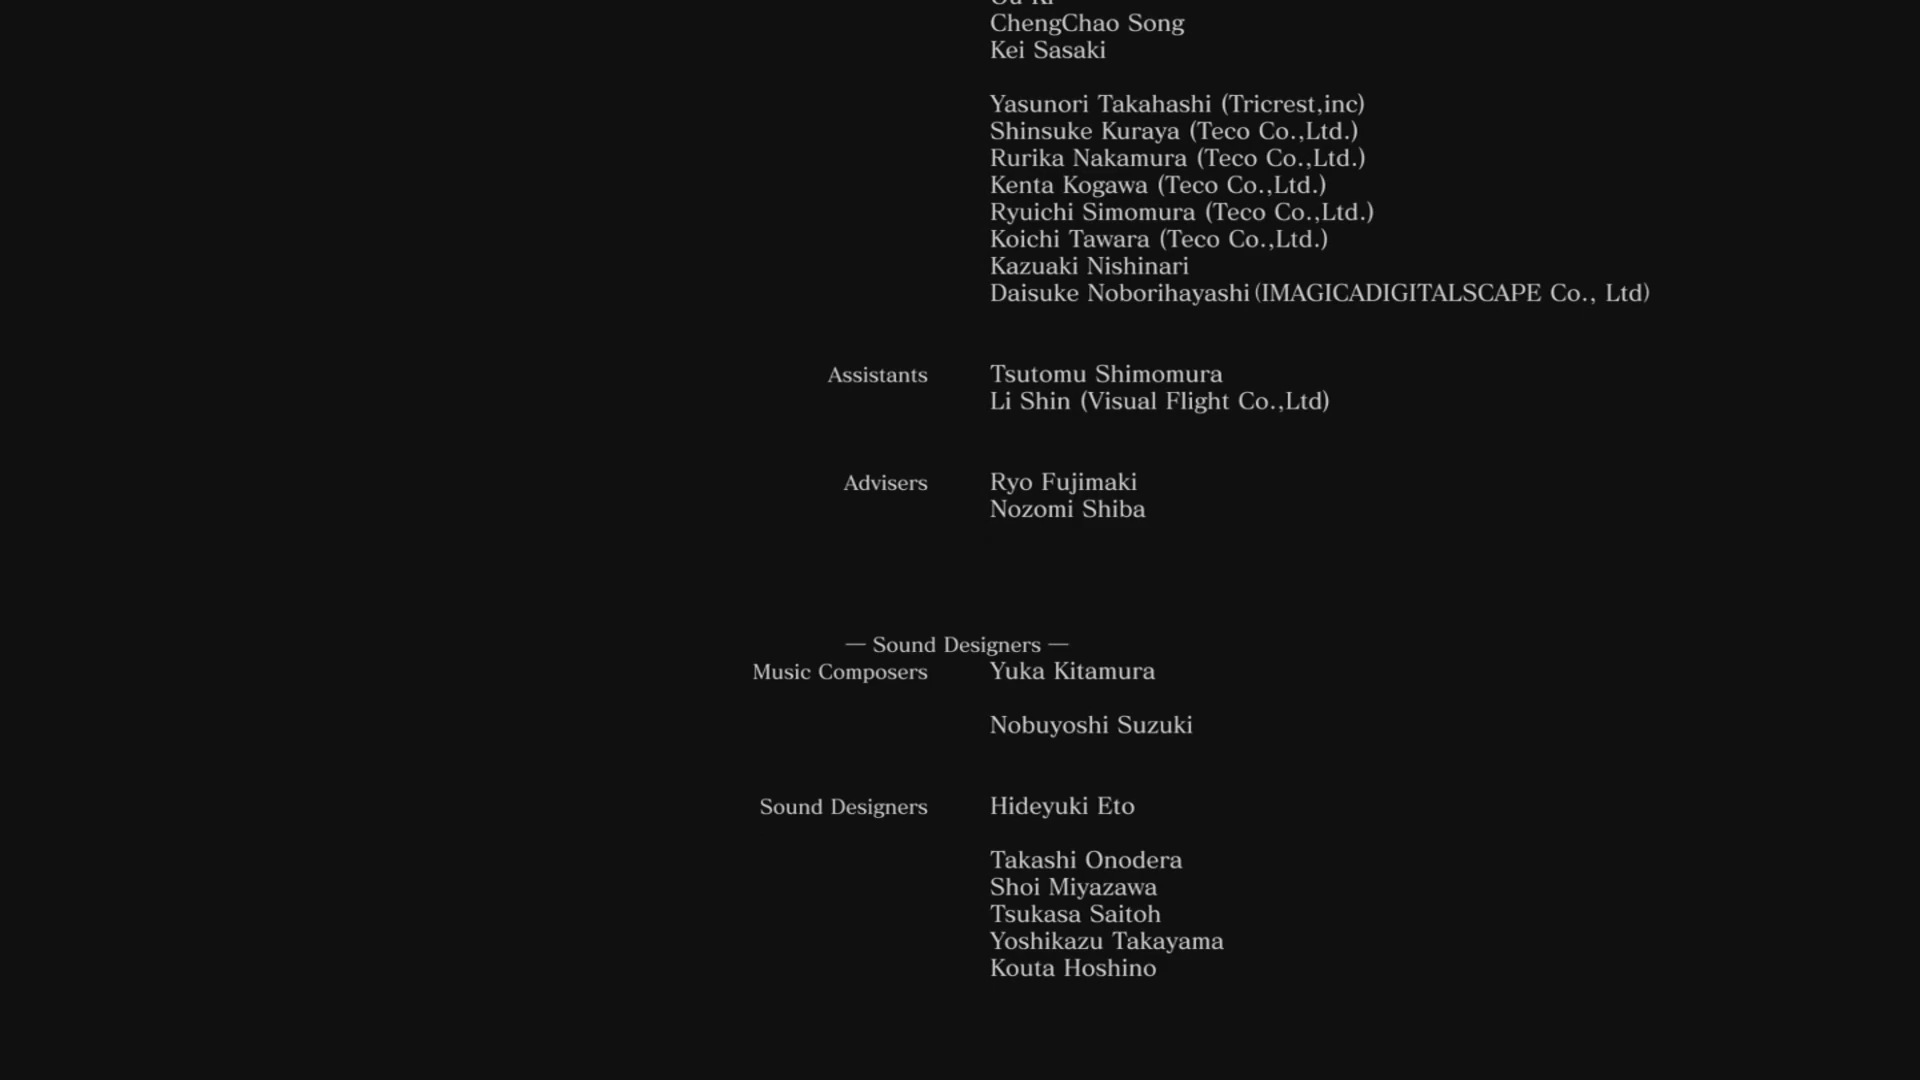 ChengChao Song
Kei Sasaki
Yasunori Takahashi (Tricrest,inc)
Shinsuke Kuraya (Teco Co.,Ltd.)
Rurika Nakamura (Teco Co.,Ltd.)
Kenta Kogawa (Teco Co.,Ltd.)
Ryuichi Simomura (Teco Co.,Ltd.)
Koichi Tawara (Teco Co.,Ltd.)
Kazuaki Nishinari
Daisuke Noborihayashi (IMAGICADIGITALSCAPE Co., Ltd)
Assistants Tsutomu Shimomura
Li Shin (Visual Flight Co.,Ltd)
Advisers Ryo Fujimaki
Nozomi Shiba
— Sound Designers —
Music Composers Yuka Kitamura
Nobuyoshi Suzuki
Sound Designers Hideyuki Eto
Takashi Onodera
Shoi Miyazawa
Tsukasa Saitoh
Yoshikazu Takayama
Kouta Hoshino